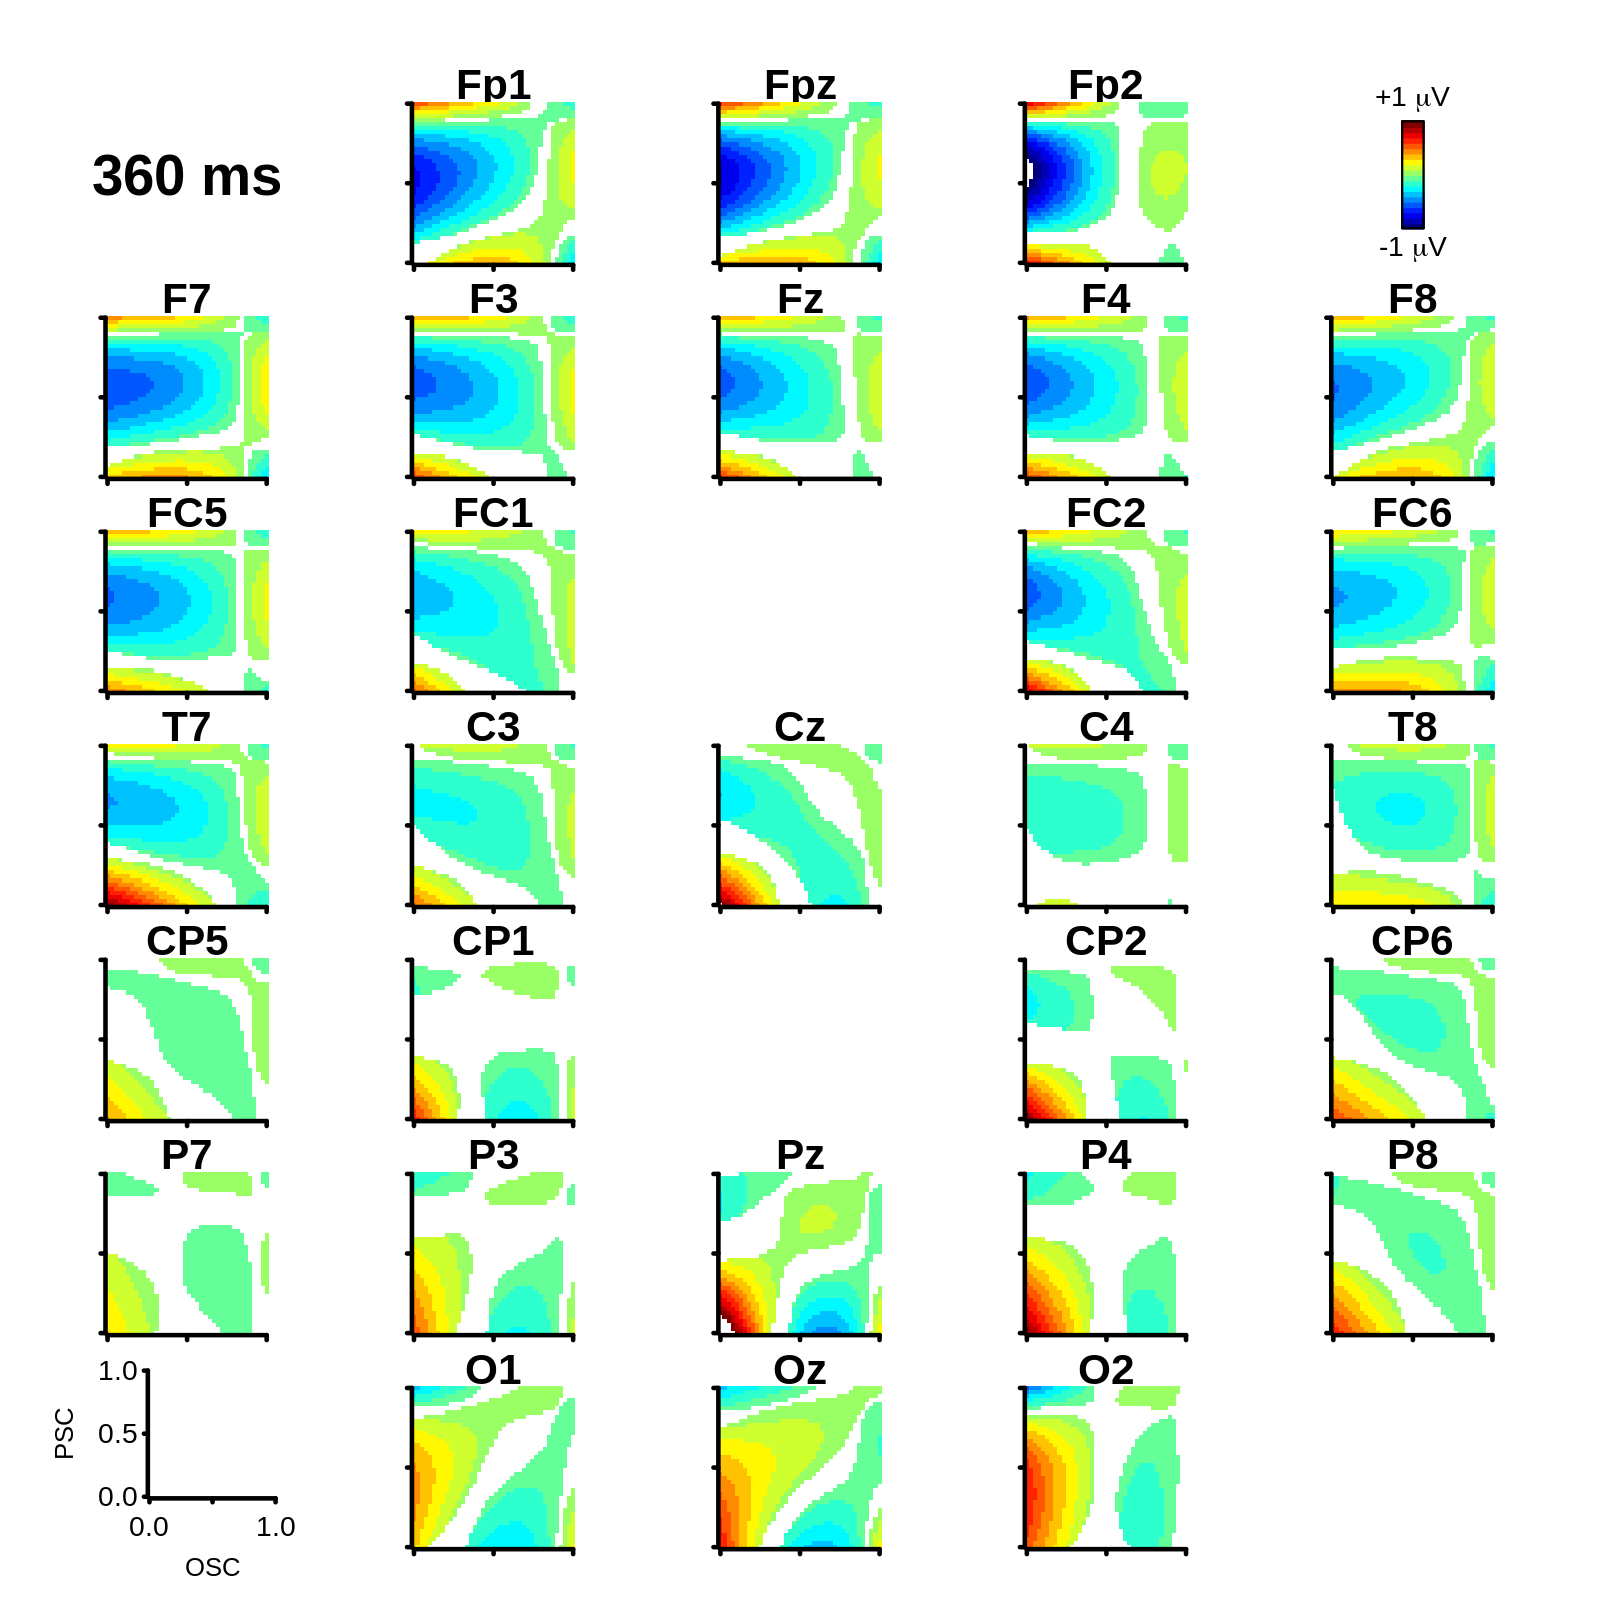 Fp1 Fpz Fp2
+1 μV
360 ms
-1 μV
F7 F3 Fz F4 F8
FC5 FC1 FC2 FC6
T7 C3 Cz C4 T8
CP5 CP1 CP2 CP6
P7 P3 Pz P4 P8
O1 Oz O2
1.0
PSC
0.5
0.0
0.0 1.0
OSC